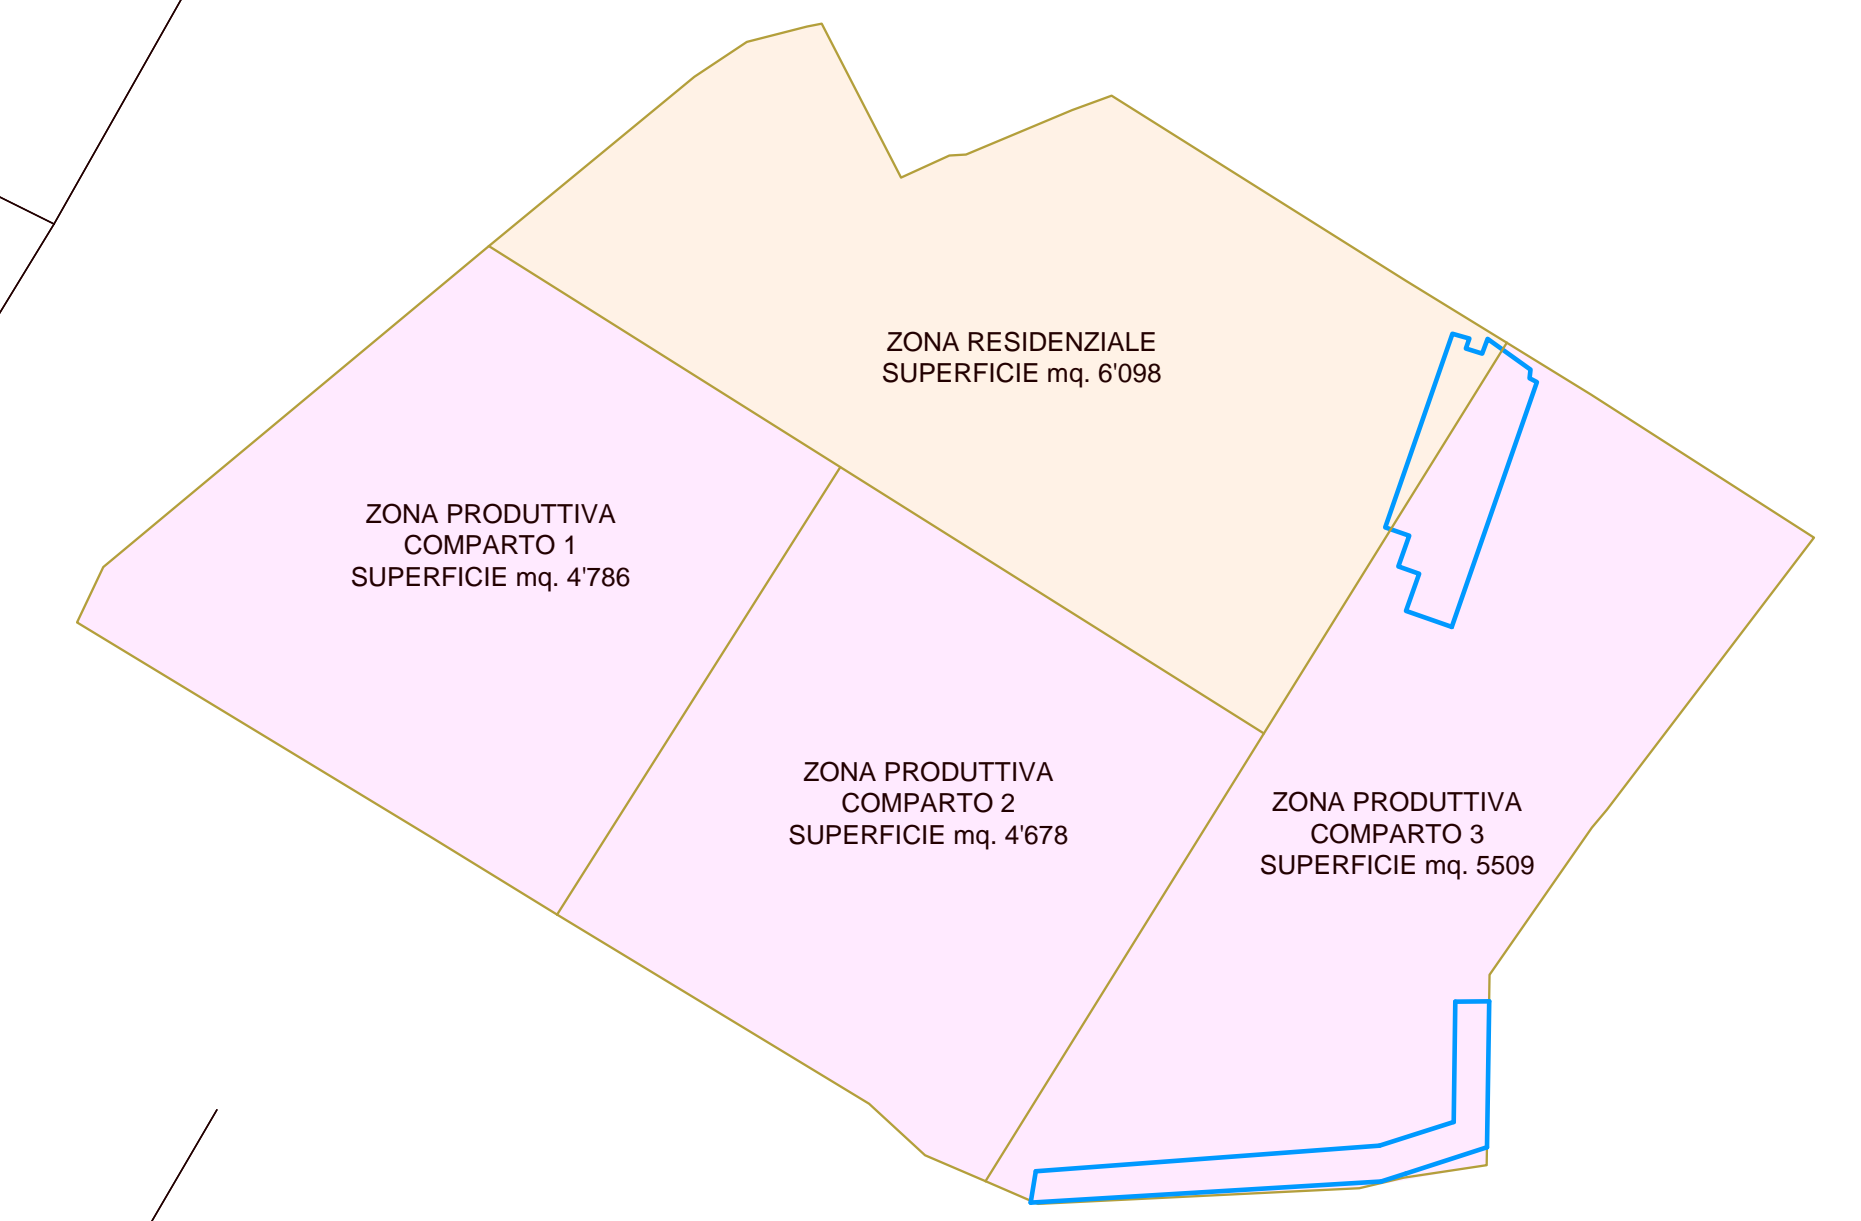 ZONA RESIDENZIALE
SUPERFICIE mq. 6'098
ZONA PRODUTTIVA
COMPARTO 1
SUPERFICIE mq. 4'786
ZONA PRODUTTIVA
COMPARTO 2
SUPERFICIE mq. 4'678
ZONA PRODUTTIVA
COMPARTO 3
SUPERFICIE mq. 5509